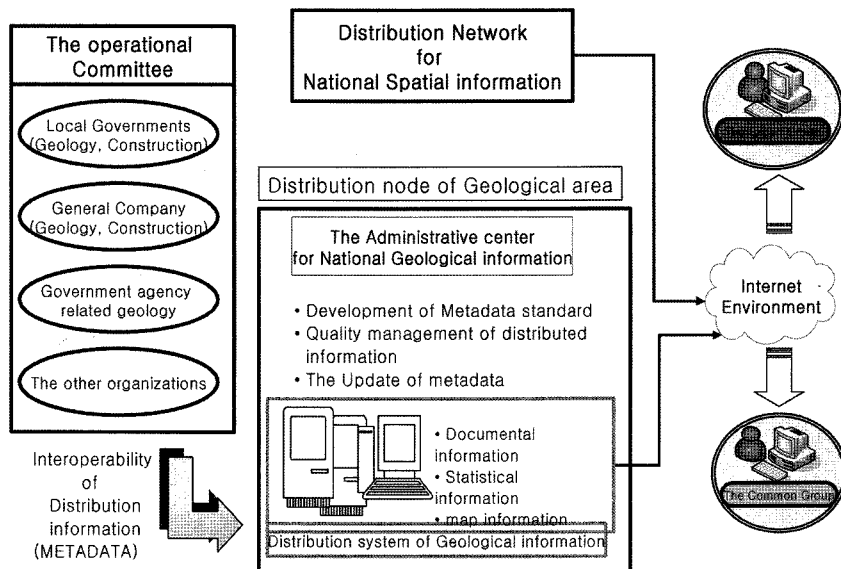 The operational
Committee
Local Governments
(Geology, Construction)
General Company
(Geology, Construction)
Government agency
related geology
The other organizations
Interoperability
of
Distribution
information
(METADATA)
Distribution Network
for
National Spatial information
Distribution node of Geological area
The Administrative center
for National Geological information
• Development of Metadata standard
• Quality management of distributed
information
• The Update of metadata
• Documental
information
• Statistical
information
• map information
Distribution system of Geological information
Internet
Environment
The Common Group